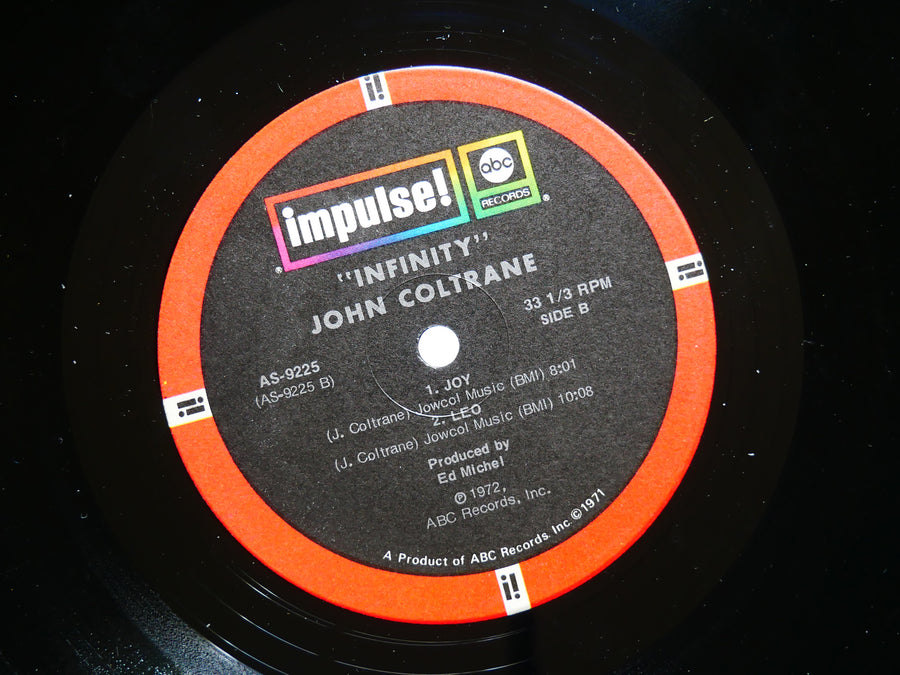 impulse!
®
abc
RECORDS
®
"INFINITY"
JOHN COLTRANE
33 1/3 RPM
SIDE B
AS-9225
(AS-9225 B)
1. JOY
(J. Coltrane) Jowcol Music (BMI) 8:01
2. LEO
(J. Coltrane) Jowcol Music (BMI) 10:08
Produced by
Ed Michel
℗ 1972,
ABC Records, Inc.
A Product of ABC Records. Inc. © 1971
i!
i!
i!
i!